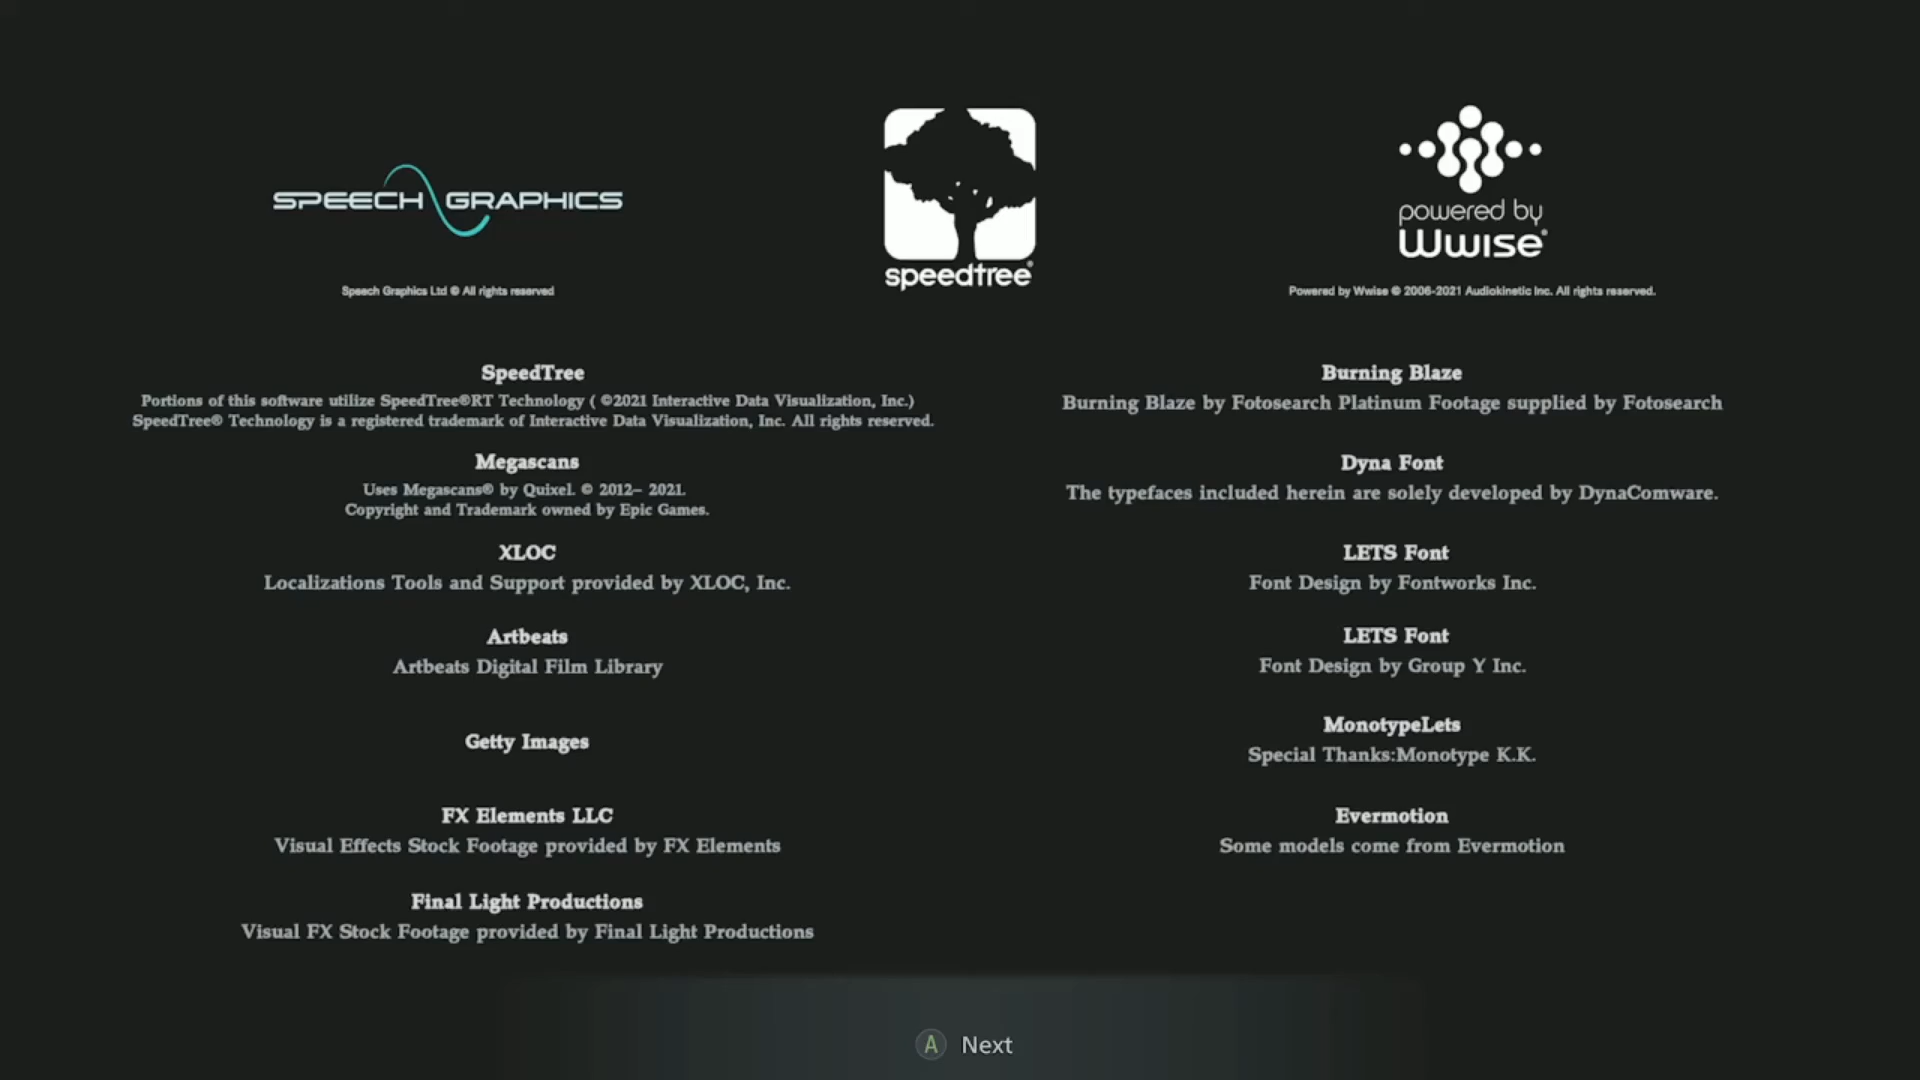 SPEECH GRAPHICS
Speech Graphics Ltd © All rights reserved
speedtree®
powered by
Wwise®
Powered by Wwise © 2006-2021 Audiokinetic Inc. All rights reserved.
SpeedTree
Portions of this software utilize SpeedTree®RT Technology ( ©2021 Interactive Data Visualization, Inc.)
SpeedTree® Technology is a registered trademark of Interactive Data Visualization, Inc. All rights reserved.
Megascans
Uses Megascans® by Quixel. © 2012– 2021.
Copyright and Trademark owned by Epic Games.
XLOC
Localizations Tools and Support provided by XLOC, Inc.
Artbeats
Artbeats Digital Film Library
Getty Images
FX Elements LLC
Visual Effects Stock Footage provided by FX Elements
Final Light Productions
Visual FX Stock Footage provided by Final Light Productions
Burning Blaze
Burning Blaze by Fotosearch Platinum Footage supplied by Fotosearch
Dyna Font
The typefaces included herein are solely developed by DynaComware.
LETS Font
Font Design by Fontworks Inc.
LETS Font
Font Design by Group Y Inc.
MonotypeLets
Special Thanks:Monotype K.K.
Evermotion
Some models come from Evermotion
A Next